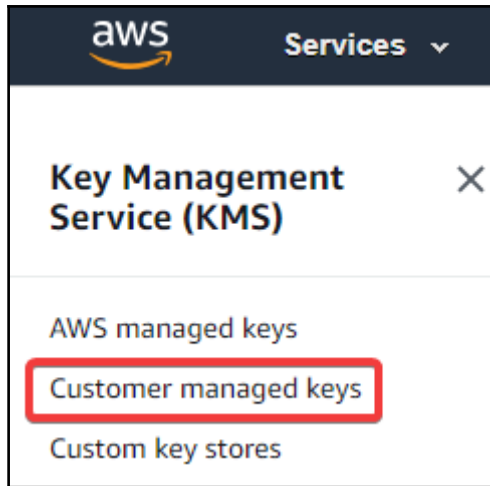 aws
Services
Key Management
Service (KMS)
AWS managed keys
Customer managed keys
Custom key stores